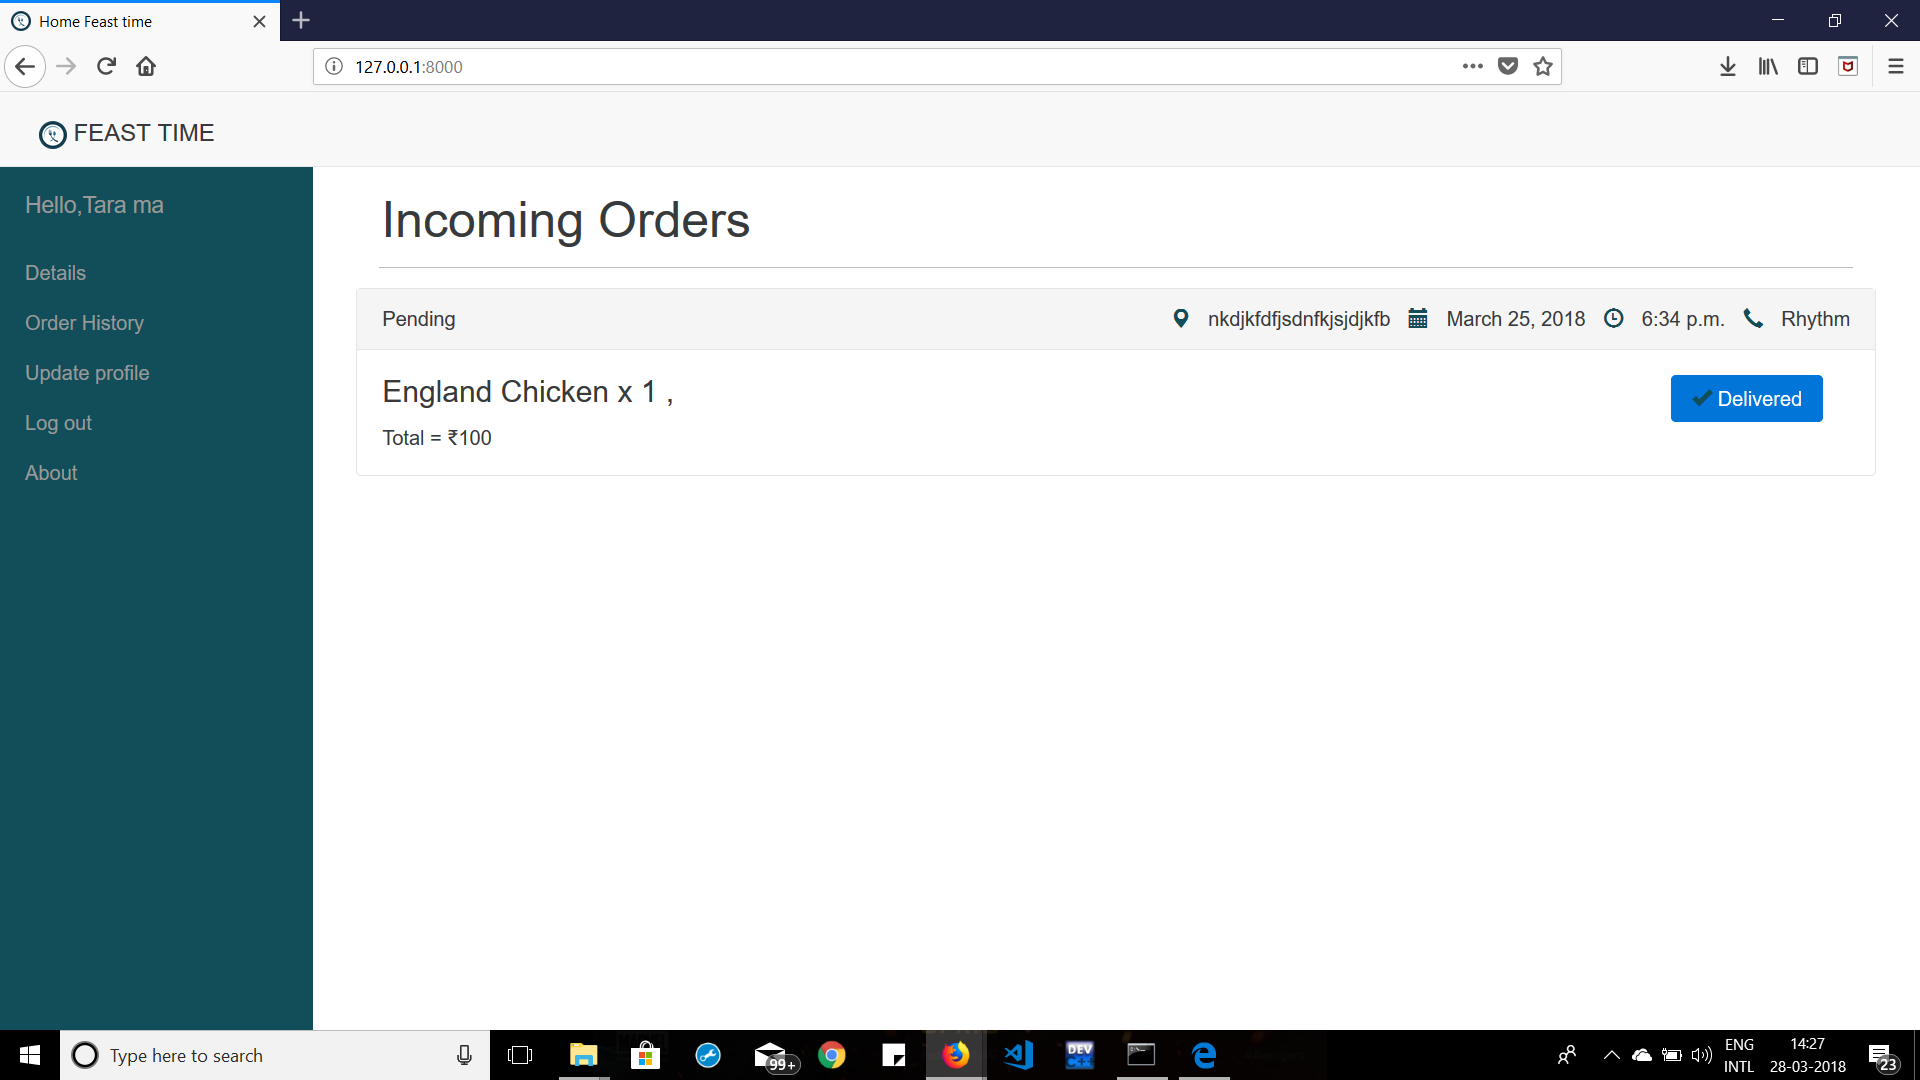 Home Feast time
127.0.0.1:8000
FEAST TIME
Hello,Tara ma
Details
Order History
Update profile
Log out
About
Incoming Orders
Pending nkdjkfdfjsdnfkjsjdjkfb March 25, 2018 6:34 p.m. Rhythm
England Chicken x 1 ,
Total = ₹100
Delivered
Type here to search
99+
DEV
C++
ENG
INTL
14:27
28-03-2018
23